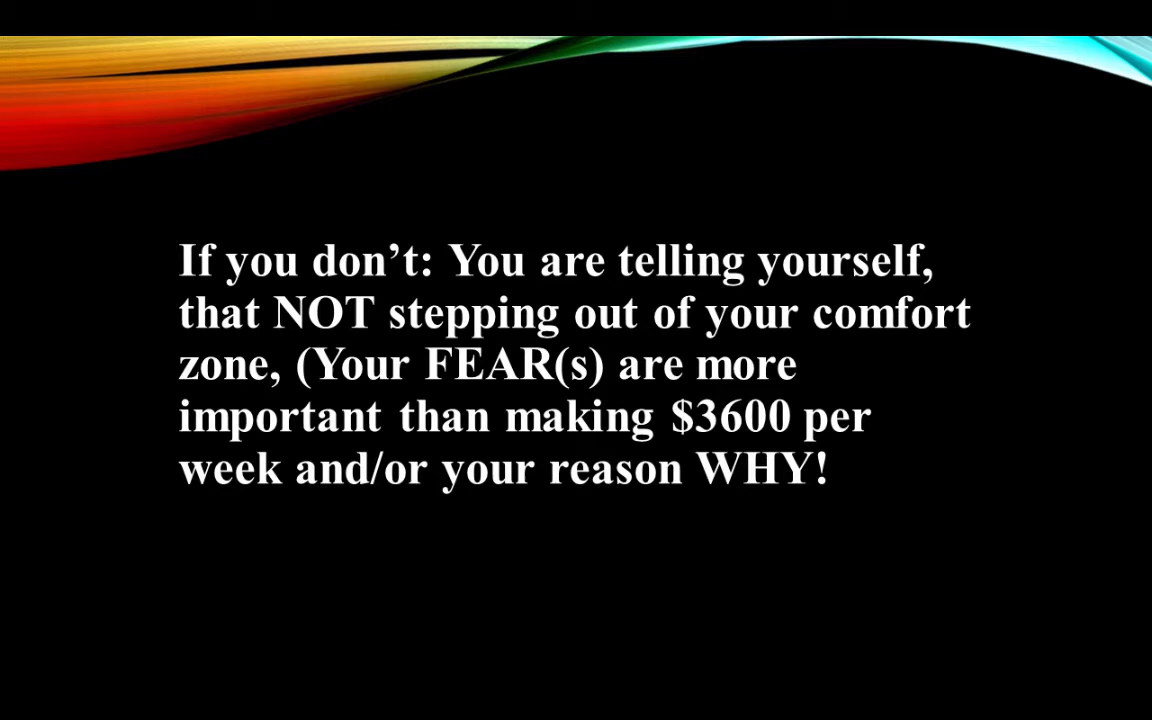 If you don’t: You are telling yourself,
that NOT stepping out of your comfort
zone, (Your FEAR(s) are more
important than making $3600 per
week and/or your reason WHY!